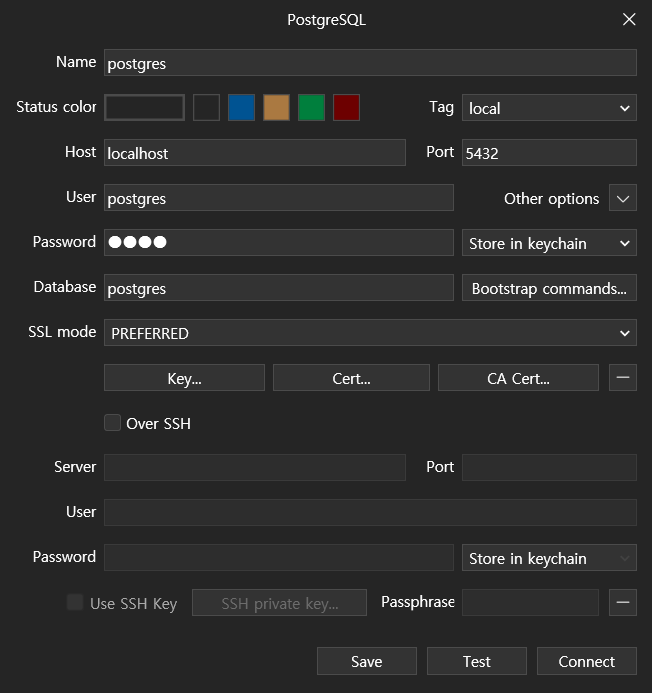 PostgreSQL
Name postgres
Status color Tag local
Host localhost Port 5432
User postgres Other options
Password ●●●● Store in keychain
Database postgres Bootstrap commands...
SSL mode PREFERRED
Key... Cert... CA Cert...
Over SSH
Server Port
User
Password Store in keychain
Use SSH Key SSH private key... Passphrase
Save Test Connect